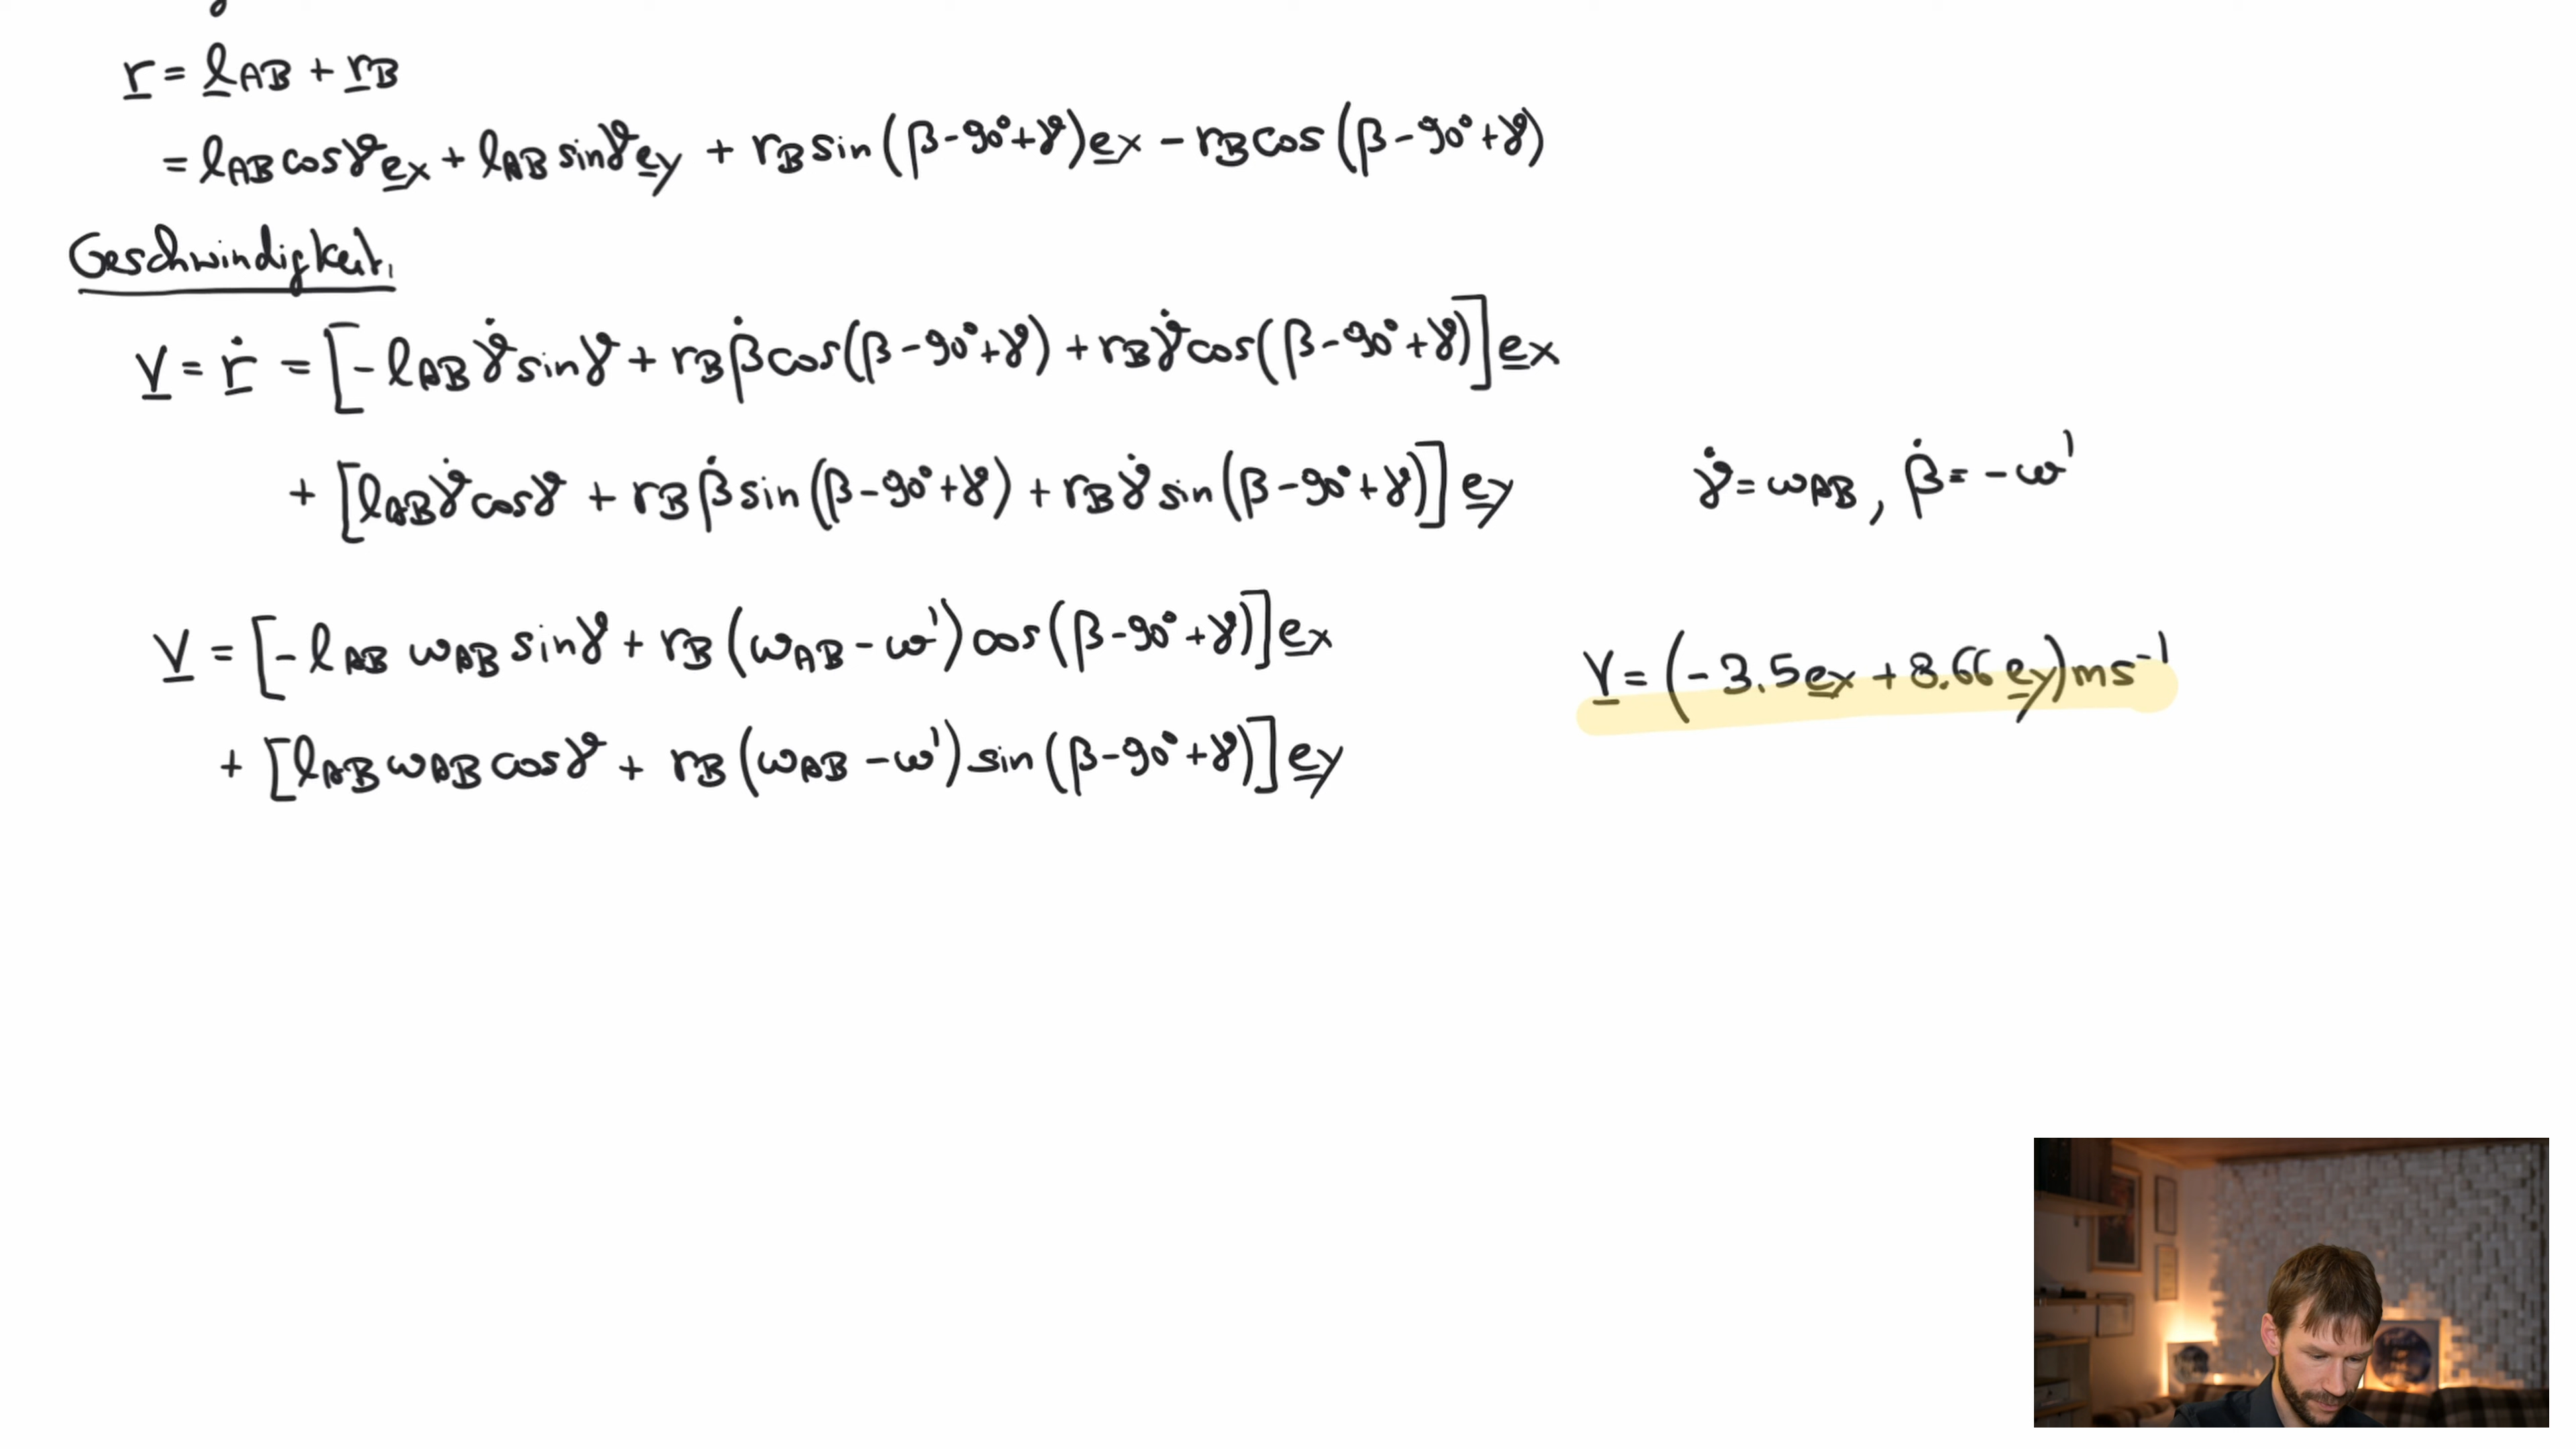 r = lAB + rB
= lAB cosγ ex + lAB sinγ ey + rB sin(β-90°+γ)ex - rB cos(β-90°+γ)
Geschwindigkeit.
v = ṙ = [-lAB γ̇ sinγ + rB β̇ cos(β-90°+γ) + rB γ̇ cos(β-90°+γ)] ex
+ [lAB γ̇ cosγ + rB β̇ sin(β-90°+γ) + rB γ̇ sin(β-90°+γ)] ey
γ̇ = ωAB, β̇ = -ω'
v = [-lAB ωAB sinγ + rB (ωAB - ω') cos(β-90°+γ)] ex
+ [lAB ωAB cosγ + rB (ωAB - ω') sin(β-90°+γ)] ey
v = (-3.5 ex + 8.66 ey) ms⁻¹